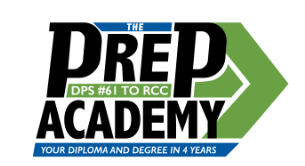 THE
PREP
DPS #61 TO RCC
ACADEMY
YOUR DIPLOMA AND DEGREE IN 4 YEARS